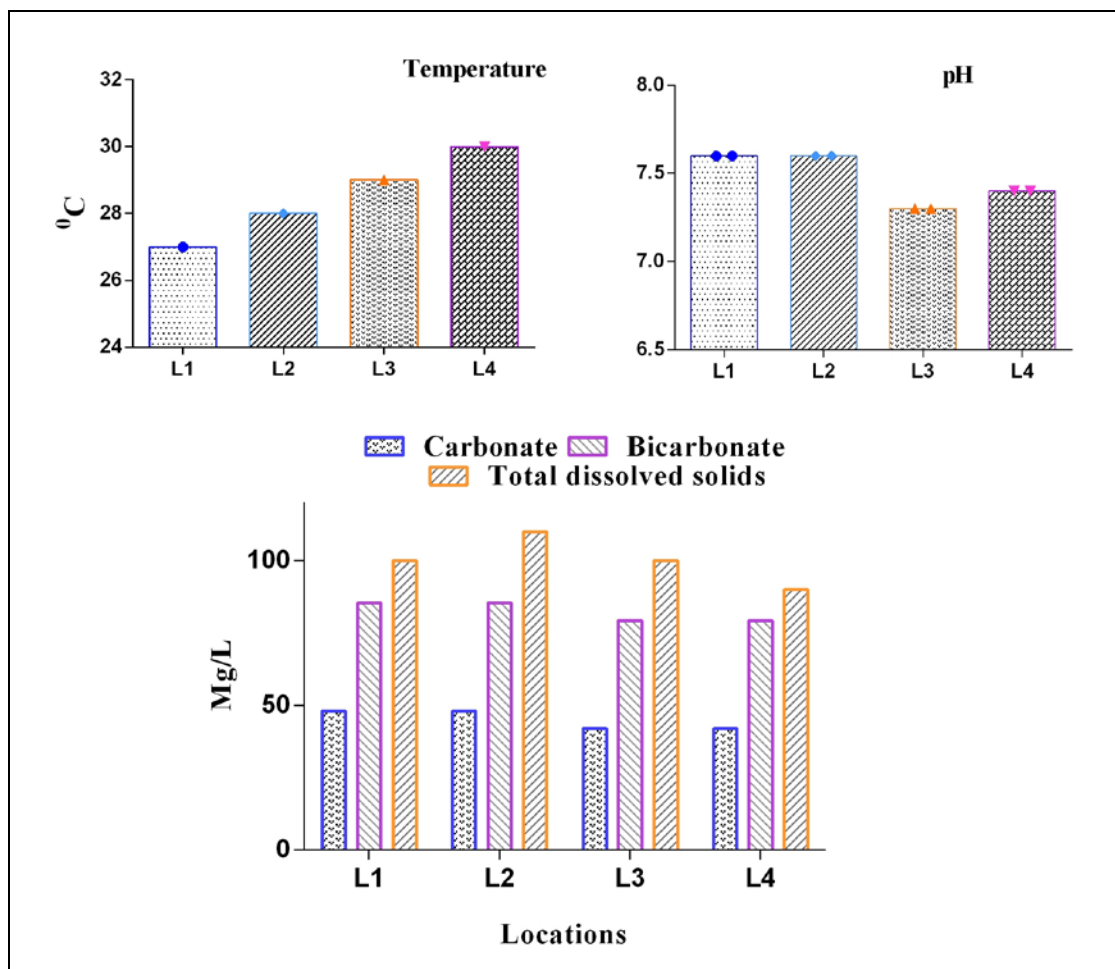 Temperature
32
30
28
26
24
⁰C
L1 L2 L3 L4
pH
8.0
7.5
7.0
6.5
L1 L2 L3 L4
Carbonate Bicarbonate
Total dissolved solids
100
50
0
Mg/L
L1 L2 L3 L4
Locations